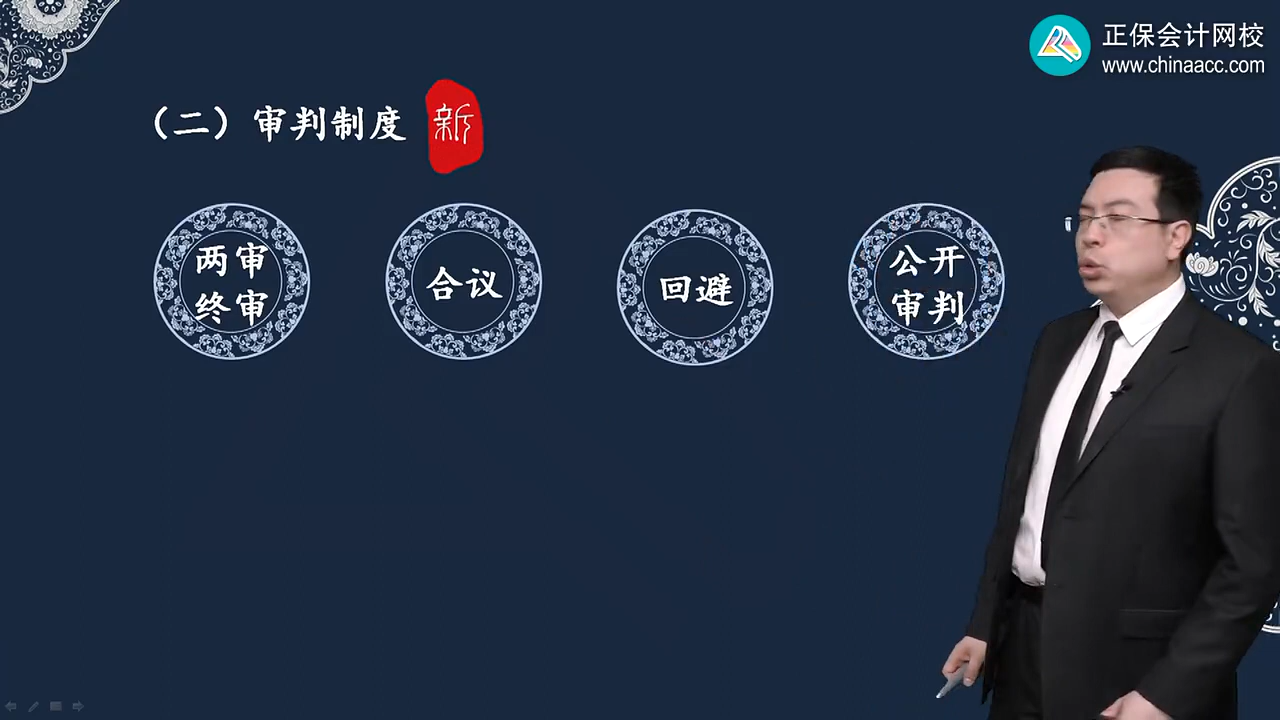 正保会计网校
www.chinaacc.com
（二）审判制度 新
两审
终审
合议
回避
公开
审判